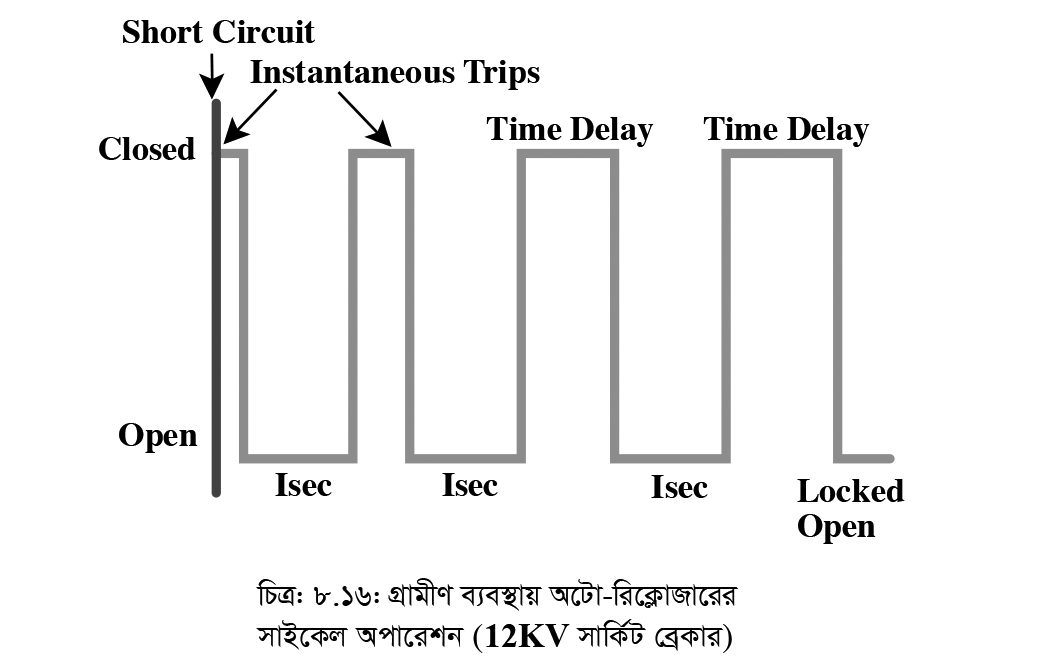 Short Circuit
Instantaneous Trips
Time Delay
Time Delay
Closed
Open
Isec
Isec
Isec
Locked
Open
চিত্র: ৮.১৬: গ্রামীণ ব্যবস্থায় অটো-রিক্লোজারের
সাইকেল অপারেশন (12KV সার্কিট ব্রেকার)